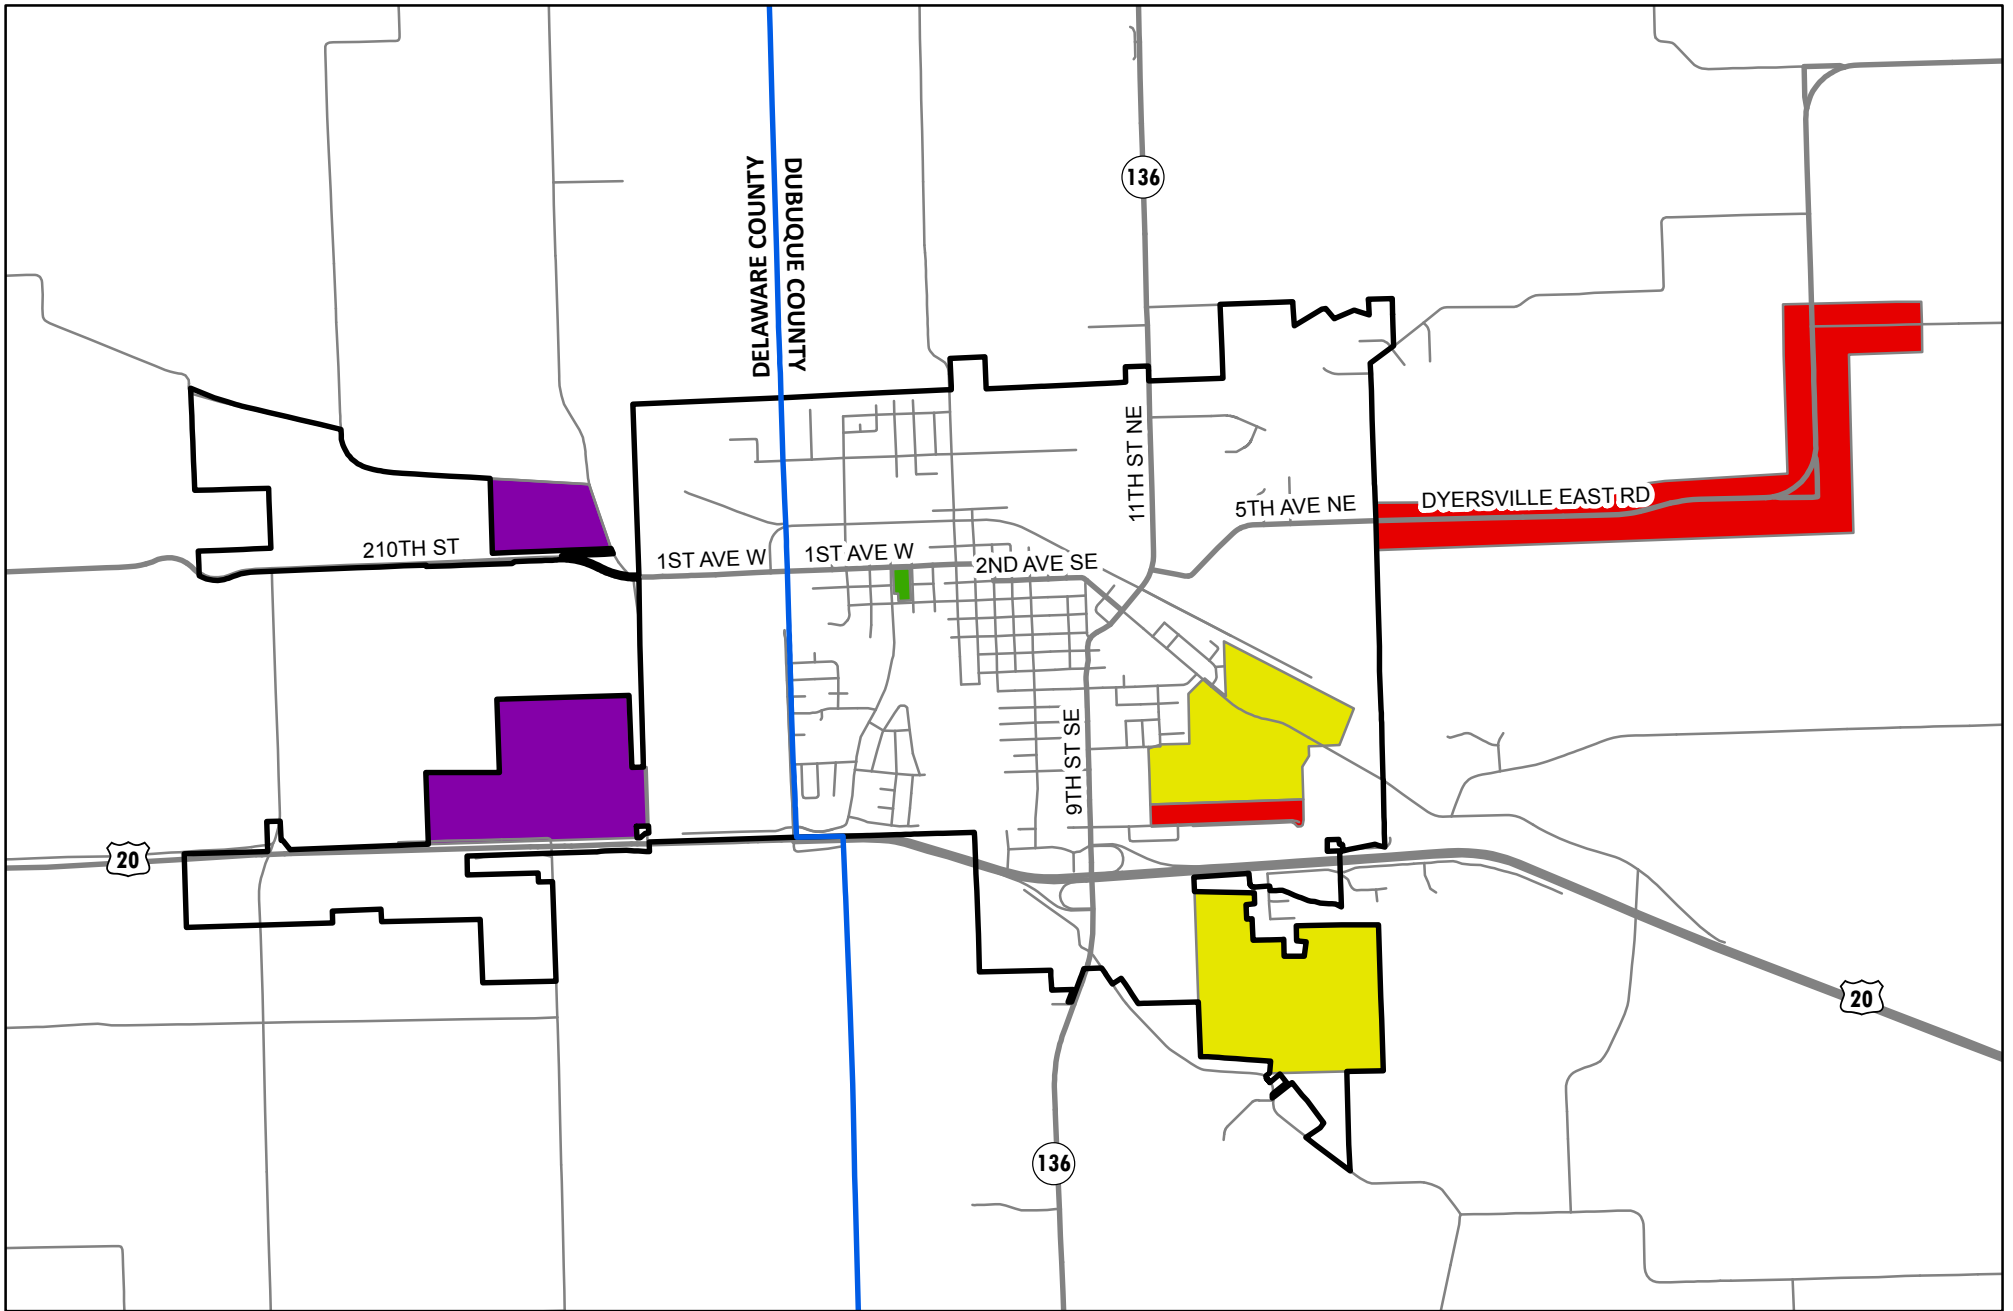 136
DELAWARE COUNTY
DUBUQUE COUNTY
11TH ST NE
DYERSVILLE EAST RD
5TH AVE NE
210TH ST
1ST AVE W
1ST AVE W
2ND AVE SE
9TH ST SE
20
20
136